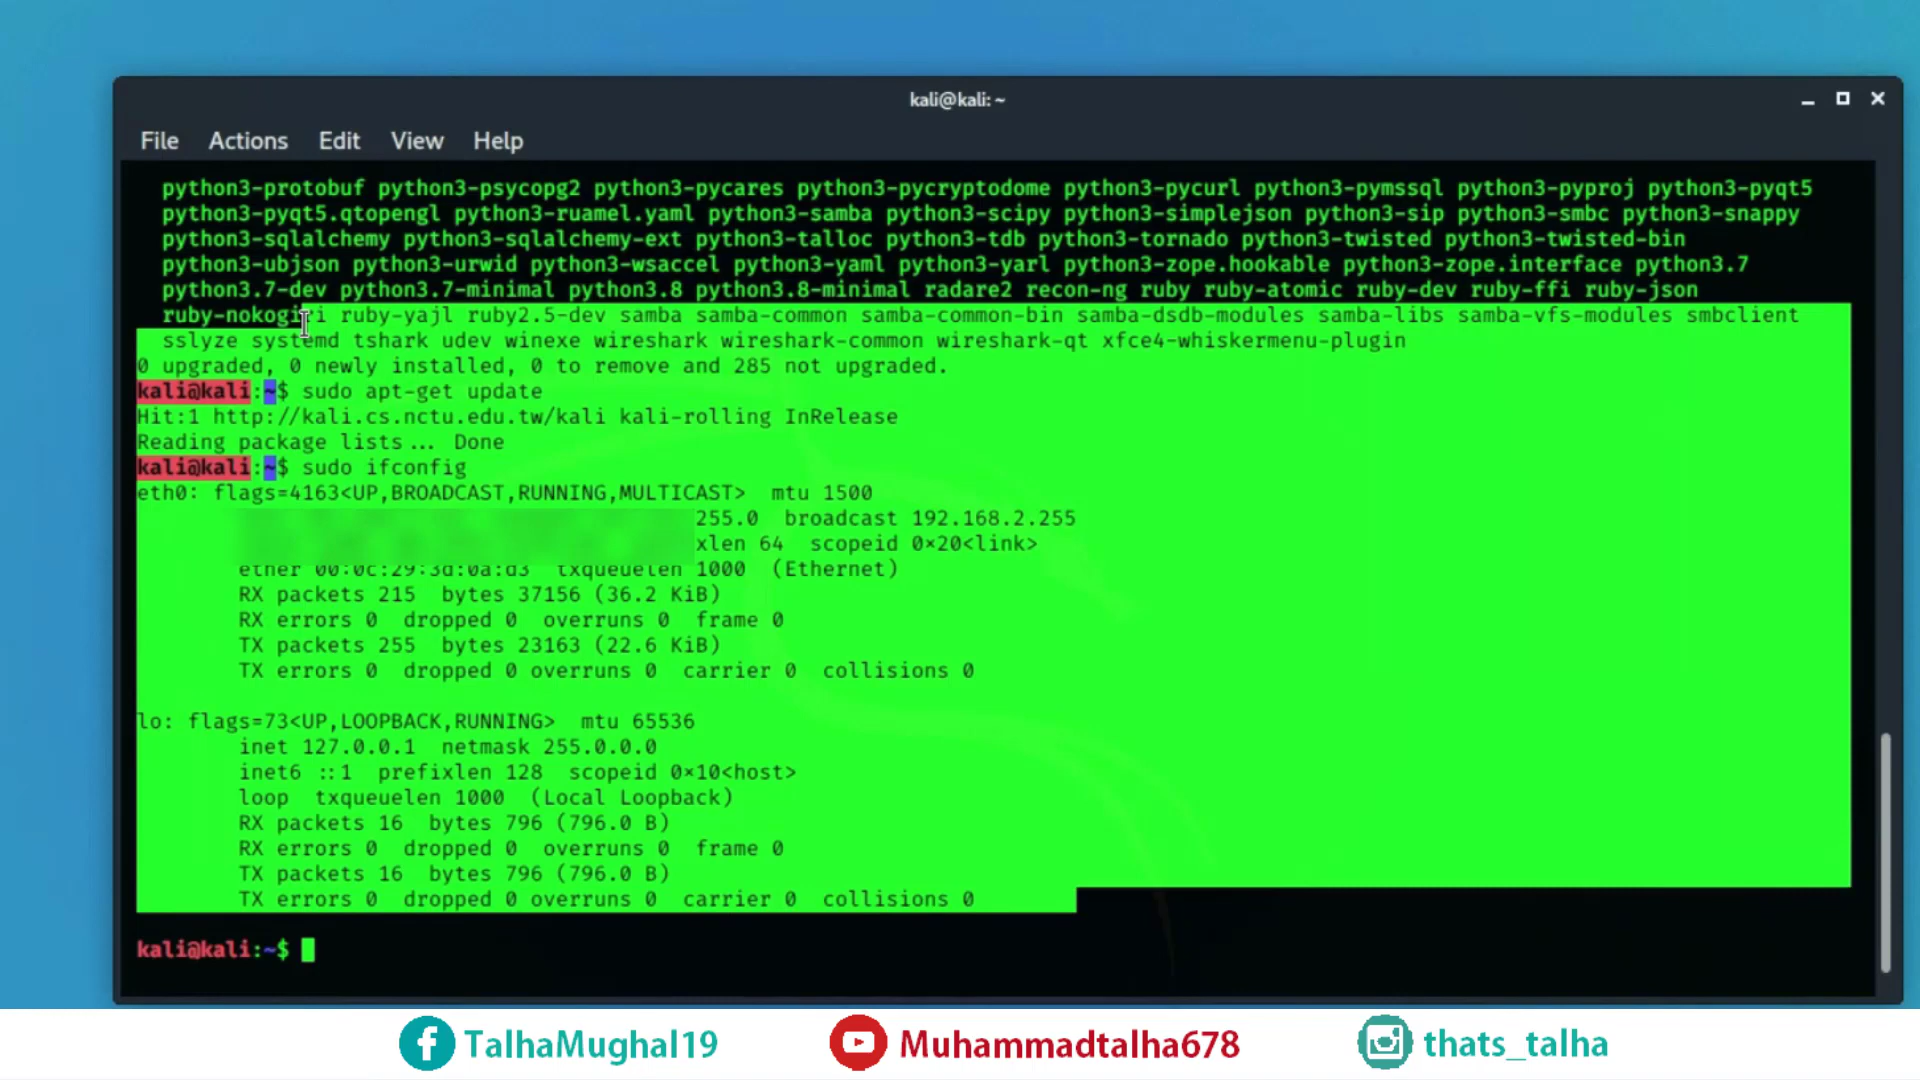 kali@kali: ~
File Actions Edit View Help
python3-protobuf python3-psycopg2 python3-pycares python3-pycryptodome python3-pycurl python3-pymssql python3-pyproj python3-pyqt5
python3-pyqt5.qtopengl python3-ruamel.yaml python3-samba python3-scipy python3-simplejson python3-sip python3-smbc python3-snappy
python3-sqlalchemy python3-sqlalchemy-ext python3-talloc python3-tdb python3-tornado python3-twisted python3-twisted-bin
python3-ubjson python3-urwid python3-wsaccel python3-yaml python3-yarl python3-zope.hookable python3-zope.interface python3.7
python3.7-dev python3.7-minimal python3.8 python3.8-minimal radare2 recon-ng ruby ruby-atomic ruby-dev ruby-ffi ruby-json
ruby-nokogiri ruby-yajl ruby2.5-dev samba samba-common samba-common-bin samba-dsdb-modules samba-libs samba-vfs-modules smbclient
sslyze systemd tshark udev winexe wireshark wireshark-common wireshark-qt xfce4-whiskermenu-plugin
0 upgraded, 0 newly installed, 0 to remove and 285 not upgraded.
kali@kali:~$ sudo apt-get update
Hit:1 http://kali.cs.nctu.edu.tw/kali kali-rolling InRelease
Reading package lists... Done
kali@kali:~$ sudo ifconfig
eth0: flags=4163<UP,BROADCAST,RUNNING,MULTICAST>  mtu 1500
255.0  broadcast 192.168.2.255
xlen 64  scopeid 0×20<link>
ether 00:0c:29:3d:0a:d3  txqueuelen 1000  (Ethernet)
RX packets 215  bytes 37156 (36.2 KiB)
RX errors 0  dropped 0  overruns 0  frame 0
TX packets 255  bytes 23163 (22.6 KiB)
TX errors 0  dropped 0 overruns 0  carrier 0  collisions 0
lo: flags=73<UP,LOOPBACK,RUNNING>  mtu 65536
inet 127.0.0.1  netmask 255.0.0.0
inet6 ::1  prefixlen 128  scopeid 0×10<host>
loop  txqueuelen 1000  (Local Loopback)
RX packets 16  bytes 796 (796.0 B)
RX errors 0  dropped 0  overruns 0  frame 0
TX packets 16  bytes 796 (796.0 B)
TX errors 0  dropped 0 overruns 0  carrier 0  collisions 0
kali@kali:~$
TalhaMughal19 Muhammadtalha678 thats_talha